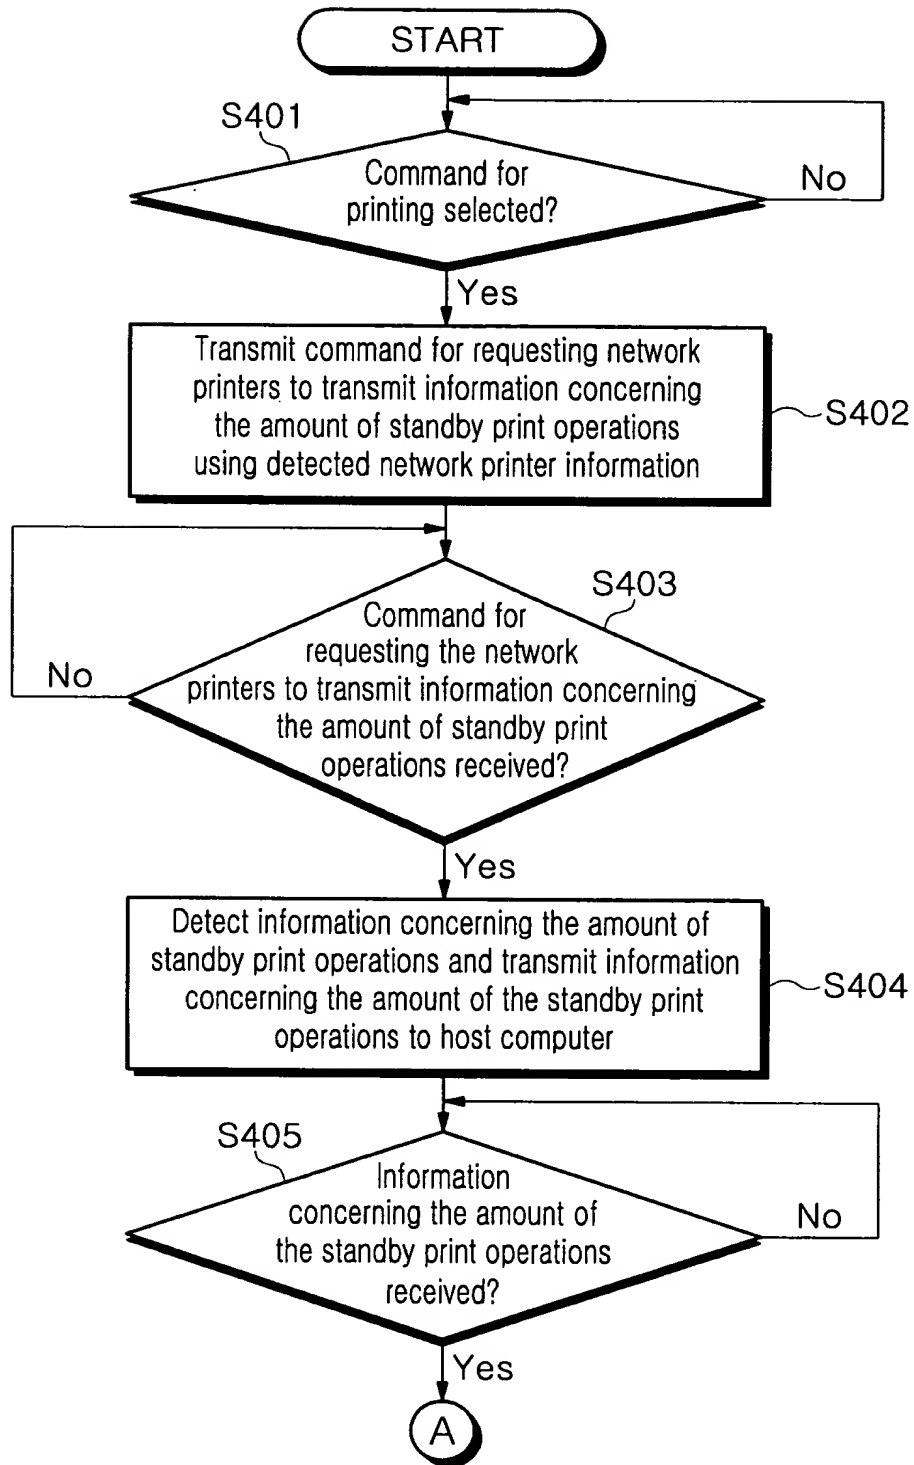 START
S401
Command for
printing selected?
No
Yes
Transmit command for requesting network
printers to transmit information concerning
the amount of standby print operations
using detected network printer information
S402
S403
Command for
requesting the network
printers to transmit information concerning
the amount of standby print
operations received?
No
Yes
Detect information concerning the amount of
standby print operations and transmit information
concerning the amount of the standby print
operations to host computer
S404
S405
Information
concerning the amount of
the standby print operations
received?
No
Yes
A